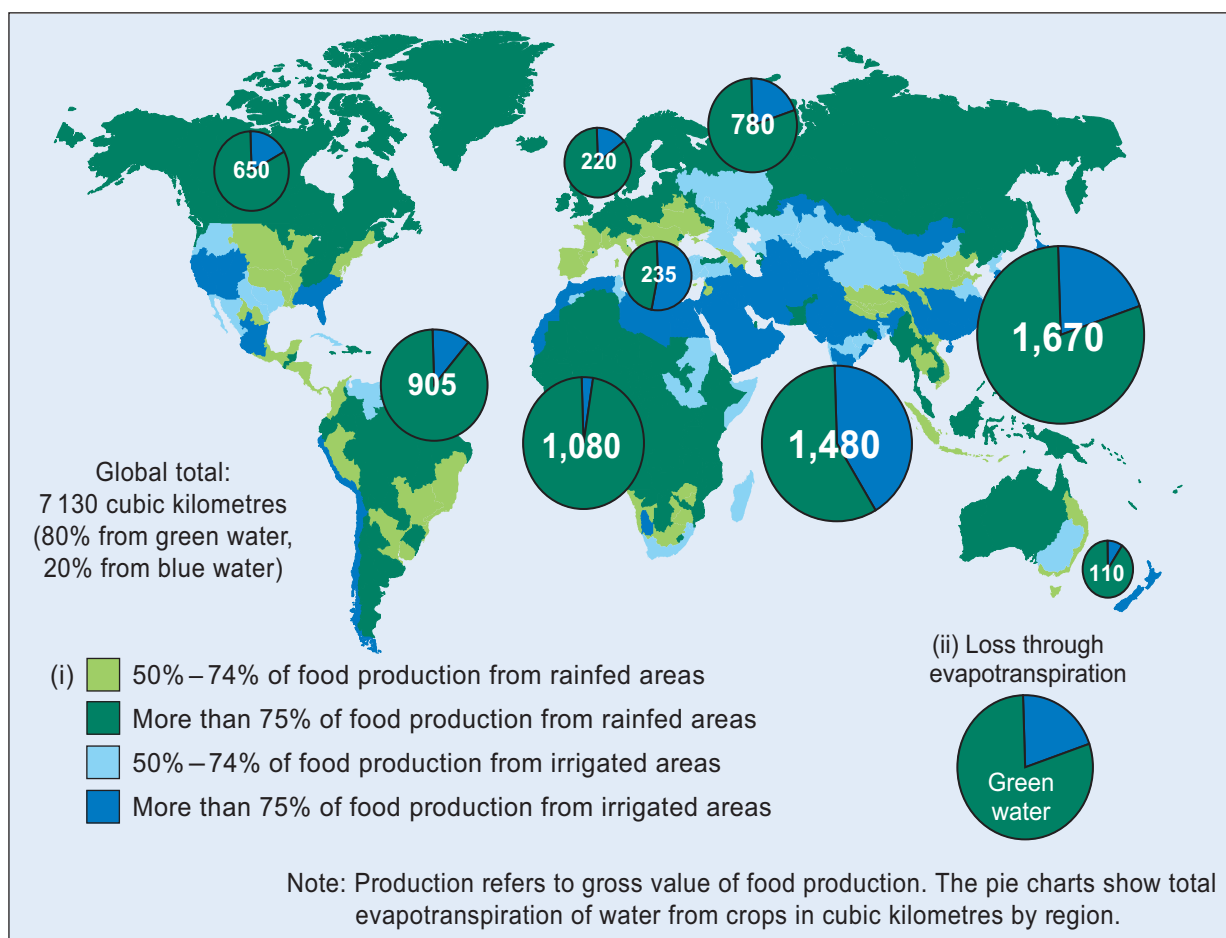 650
220
780
235
1,670
905
1,080
1,480
110
Global total:
7 130 cubic kilometres
(80% from green water,
20% from blue water)
(i)
50%–74% of food production from rainfed areas
More than 75% of food production from rainfed areas
50%–74% of food production from irrigated areas
More than 75% of food production from irrigated areas
(ii) Loss through
evapotranspiration
Green
water
Note: Production refers to gross value of food production. The pie charts show total
evapotranspiration of water from crops in cubic kilometres by region.